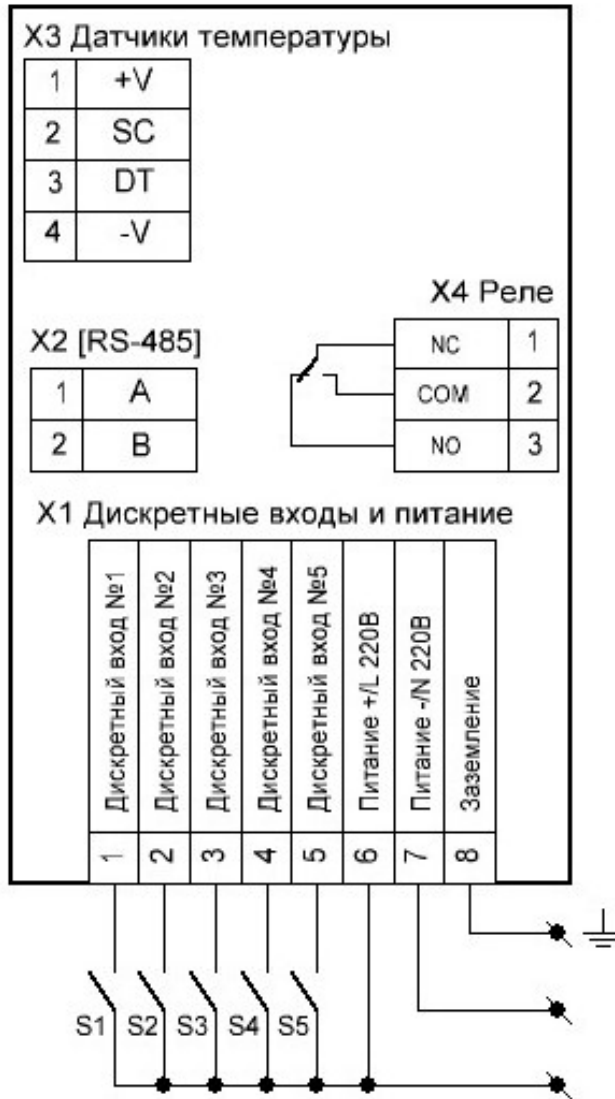 X3 Датчики температуры
1 +V
2 SC
3 DT
4 -V
X4 Реле
NC 1
COM 2
NO 3
X2 [RS-485]
1 A
2 B
X1 Дискретные входы и питание
Дискретный вход №1
Дискретный вход №2
Дискретный вход №3
Дискретный вход №4
Дискретный вход №5
Питание +/L 220В
Питание -/N 220В
Заземление
1 2 3 4 5 6 7 8
S1 S2 S3 S4 S5